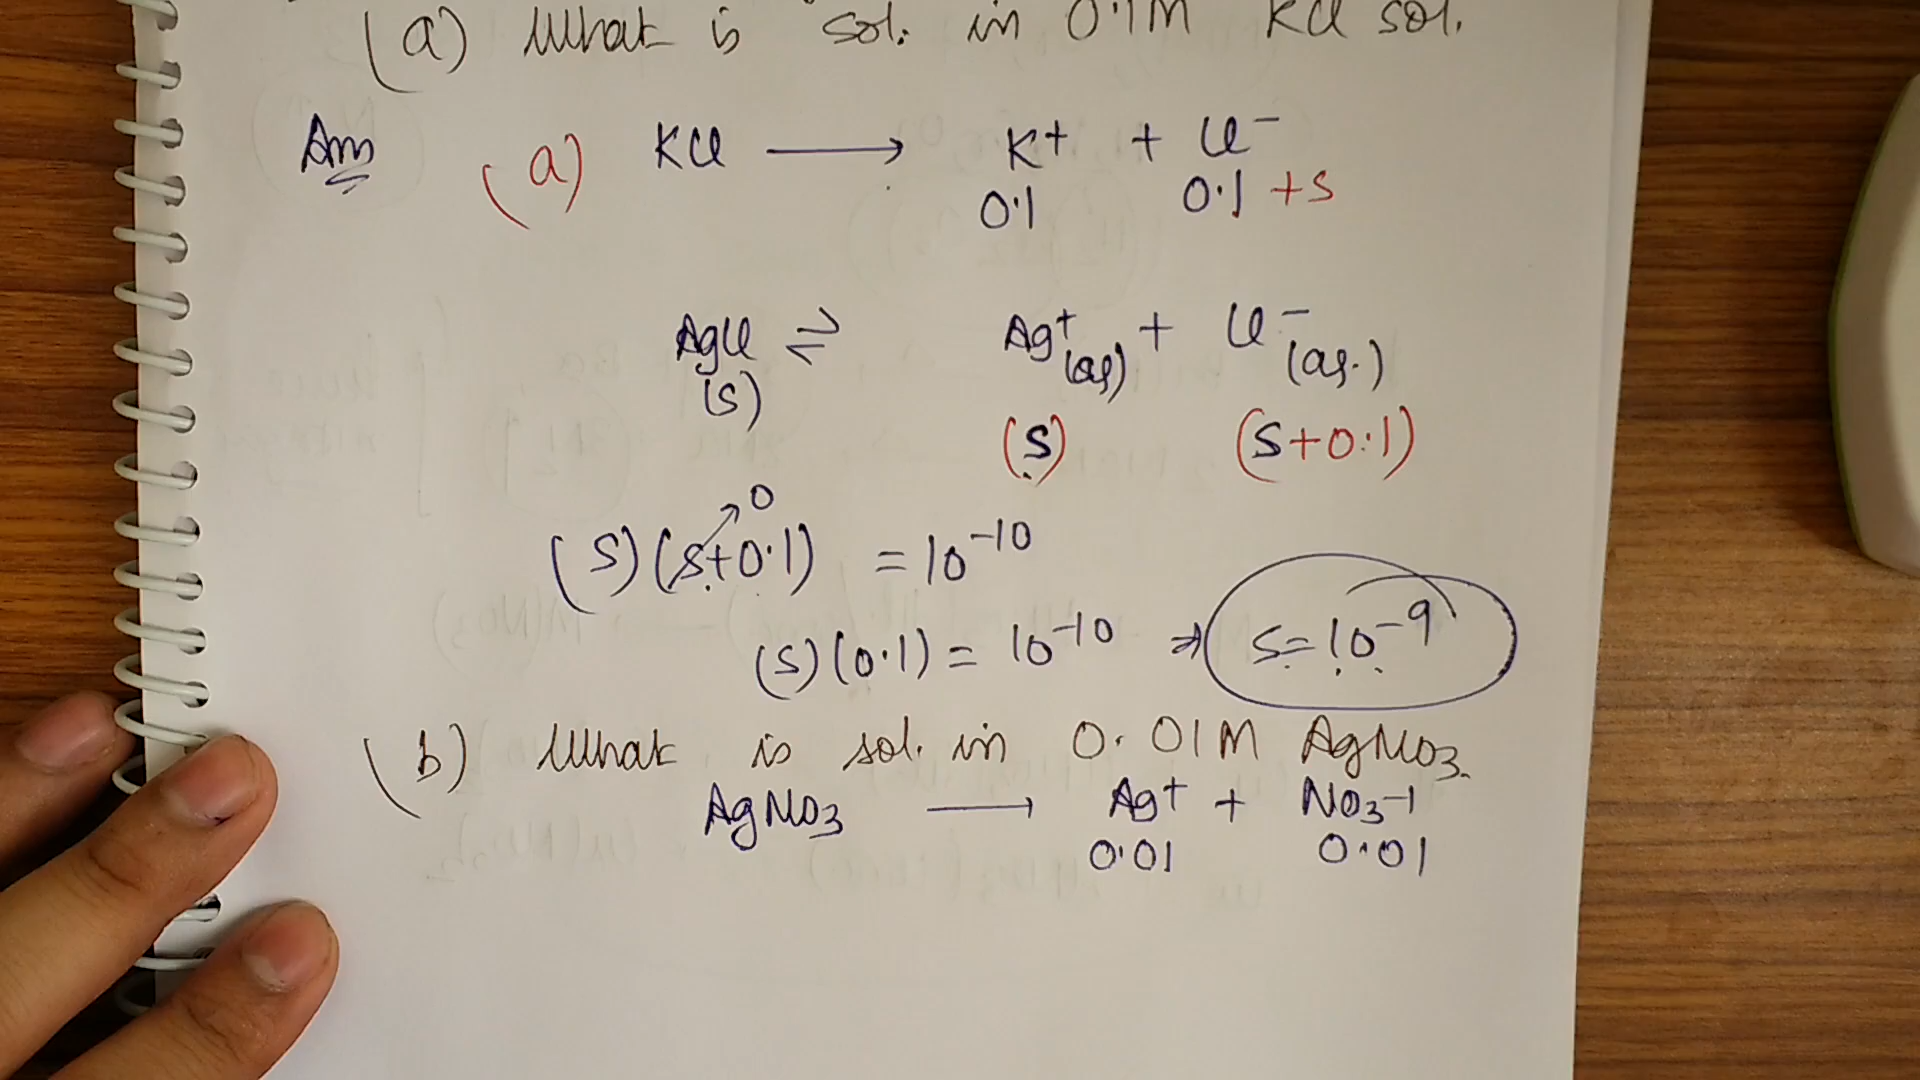 (a) What is sol. in 0.1M KCl sol.
Ans (a) KCl ⟶ K+ + Cl−
0.1 0.1 +s
AgCl ⇌ Ag+(aq) + Cl−(aq.)
(s)
(s) (s+0.1)
0
(s)(s+0.1) = 10−10
(s)(0.1) = 10−10 ⇒ s=10−9
(b) What is sol. in 0.01M AgNO3.
AgNO3 ⟶ Ag+ + NO3−1
0.01 0.01